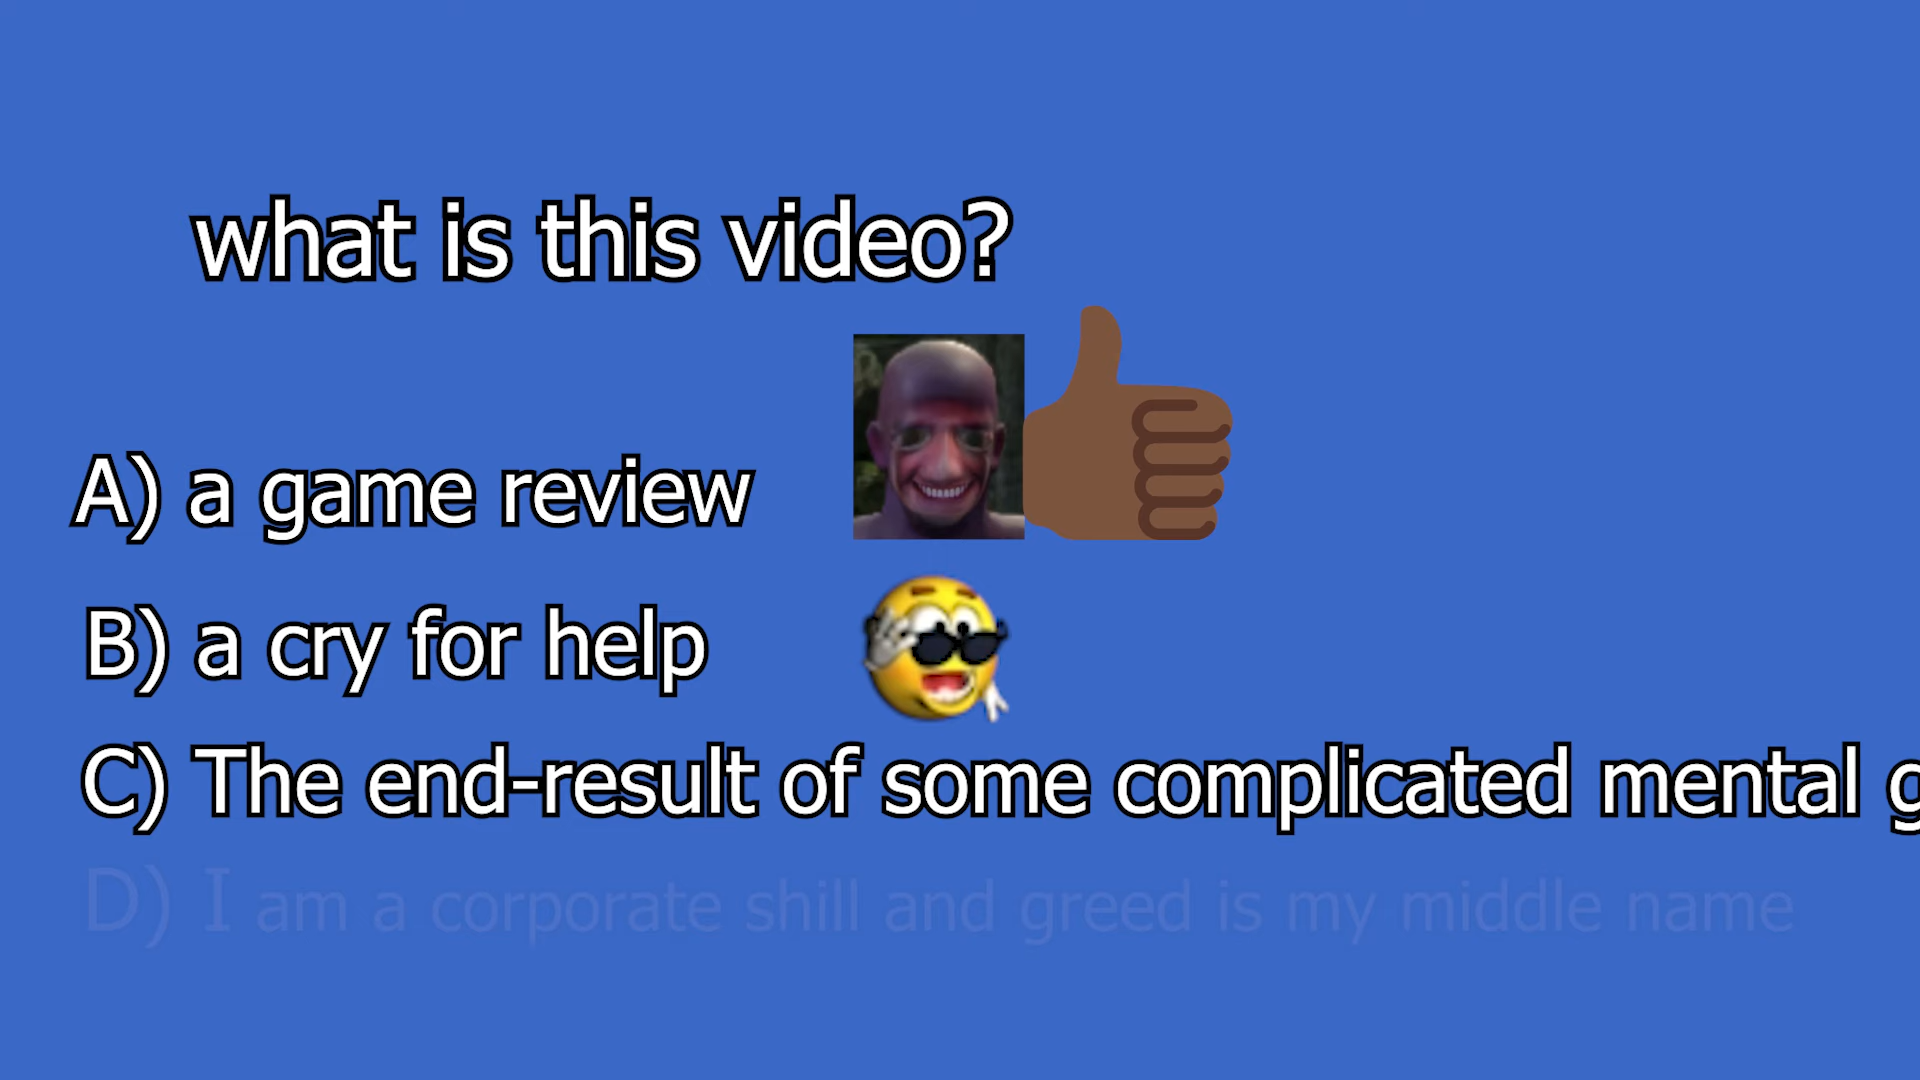 what is this video?
A) a game review
B) a cry for help
C) The end-result of some complicated mental g
D) I am a corporate shill and greed is my middle name